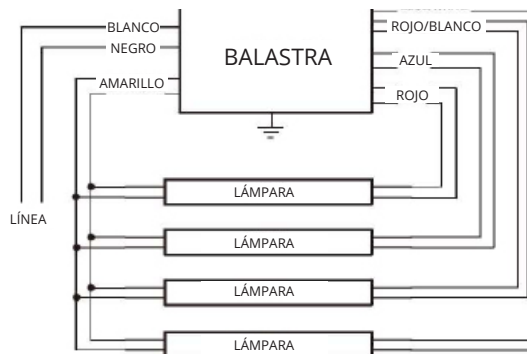 BLANCO
ROJO/BLANCO
NEGRO
BALASTRA
AZUL
AMARILLO
ROJO
LÁMPARA
LÍNEA
LÁMPARA
LÁMPARA
LÁMPARA